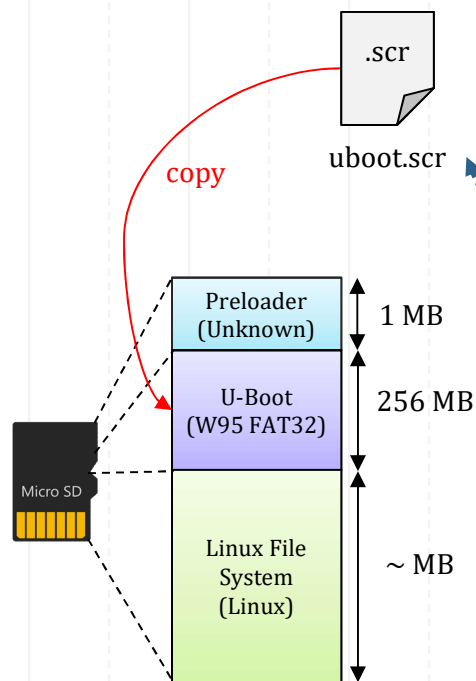 .scr
uboot.scr
copy
Preloader
(Unknown)
1 MB
U-Boot
(W95 FAT32)
256 MB
Micro SD
Linux File
System
(Linux)
~ MB